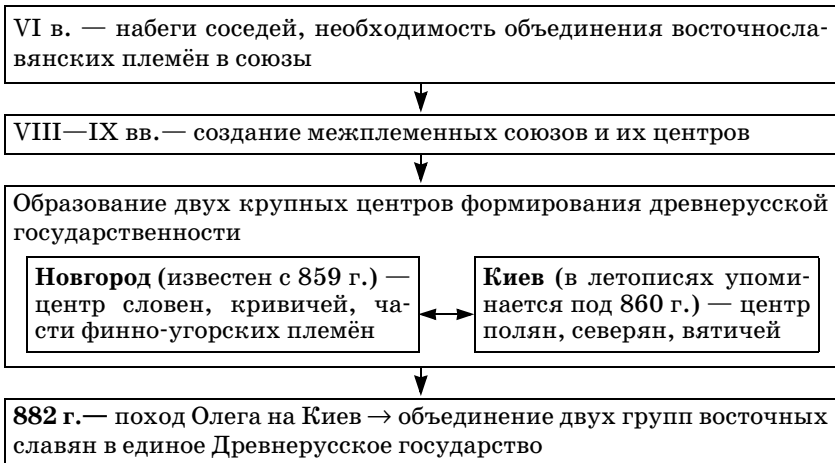 VI в. — набеги соседей, необходимость объединения восточносла-
вянских племён в союзы
VIII—IX вв.— создание межплеменных союзов и их центров
Образование двух крупных центров формирования древнерусской
государственности
Новгород (известен с 859 г.) —
центр словен, кривичей, ча-
сти финно-угорских племён
Киев (в летописях упоми-
нается под 860 г.) — центр
полян, северян, вятичей
882 г.— поход Олега на Киев → объединение двух групп восточных
славян в единое Древнерусское государство